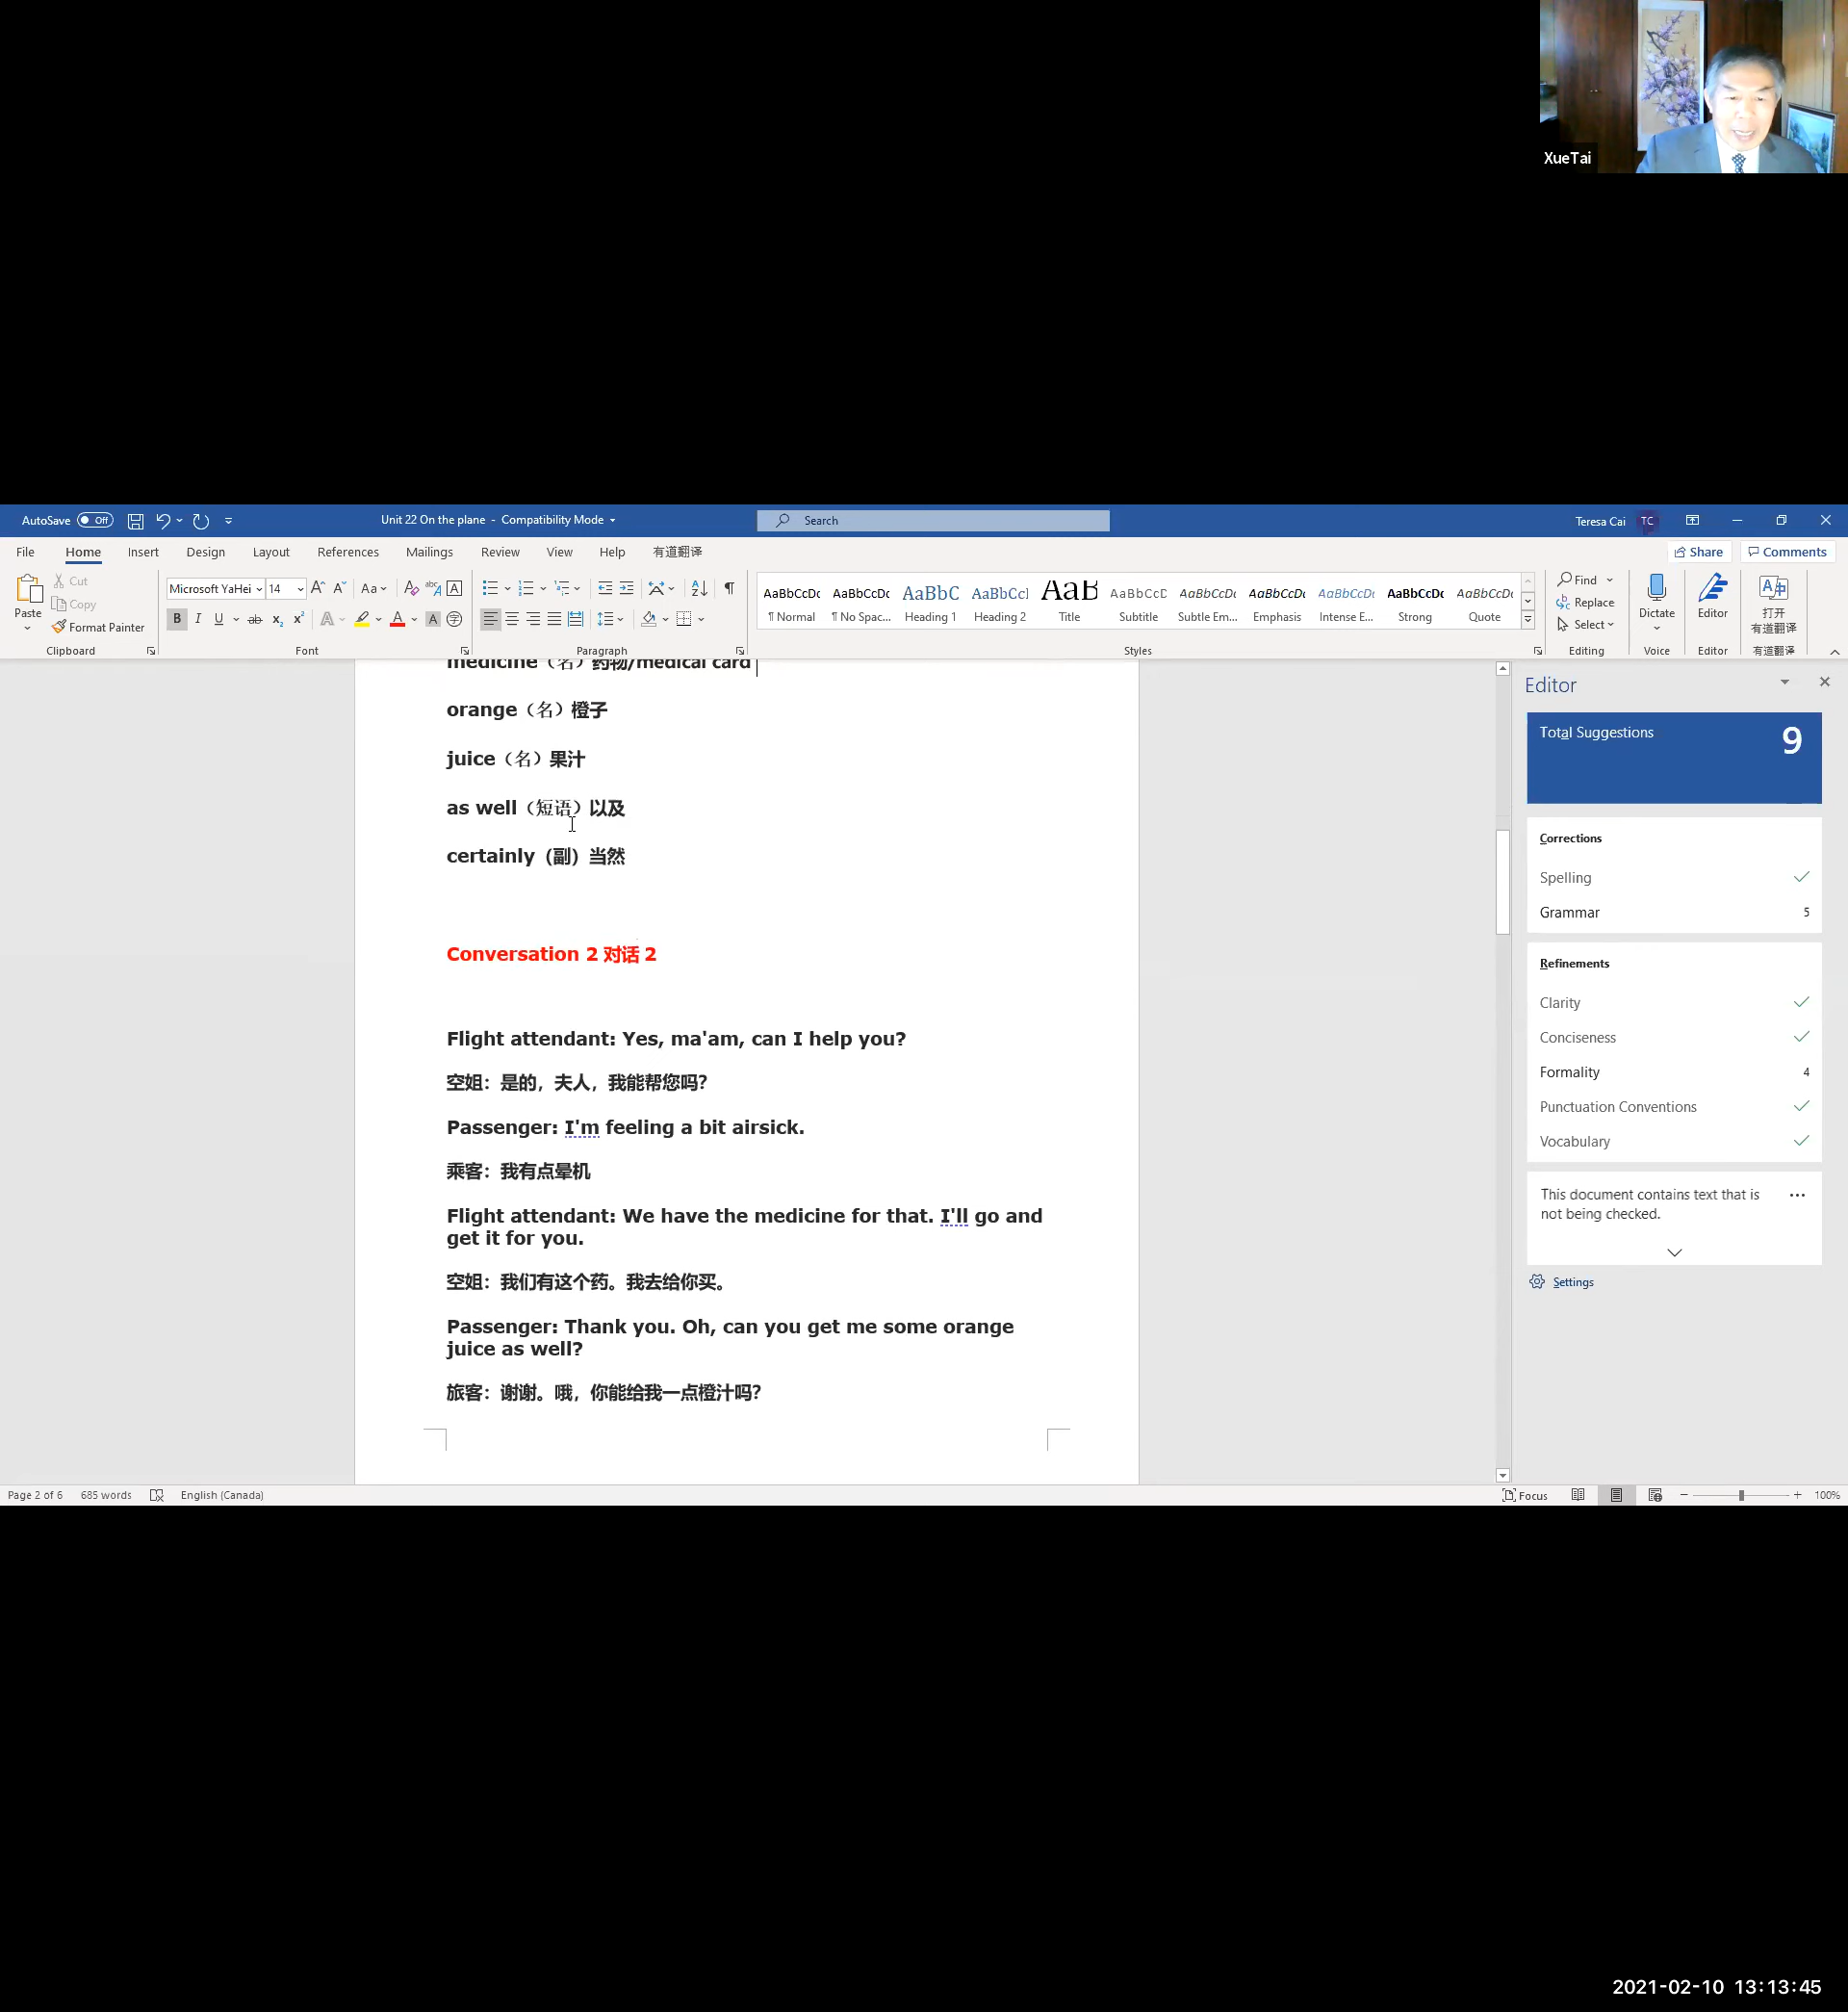 XueTai
AutoSave Off Unit 22 On the plane - Compatibility Mode Search Teresa Cai TC
File Home Insert Design Layout References Mailings Review View Help 有道翻译 Share Comments
Paste Cut Copy Format Painter
Clipboard
Microsoft YaHei 14 Aa
B I U ab x₂ x² A A A
Font
Paragraph
AaBbCcDc AaBbCcDc AaBbC AaBbCcI AaB AaBbCcD AaBbCcDc AaBbCcDc AaBbCcDc AaBbCcDc AaBbCcDc
¶ Normal ¶ No Spac... Heading 1 Heading 2 Title Subtitle Subtle Em... Emphasis Intense E... Strong Quote
Styles
Find Replace Select
Editing
Dictate
Voice
Editor
Editor
打开
有道翻译
有道翻译
medicine（名）药物/medical card
orange（名）橙子
juice（名）果汁
as well（短语）以及
certainly（副）当然
Conversation 2 对话 2
Flight attendant: Yes, ma'am, can I help you?
空姐：是的，夫人，我能帮您吗？
Passenger: I'm feeling a bit airsick.
乘客：我有点晕机
Flight attendant: We have the medicine for that. I'll go and
get it for you.
空姐：我们有这个药。我去给你买。
Passenger: Thank you. Oh, can you get me some orange
juice as well?
旅客：谢谢。哦，你能给我一点橙汁吗？
Editor
Total Suggestions 9
Corrections
Spelling
Grammar 5
Refinements
Clarity
Conciseness
Formality 4
Punctuation Conventions
Vocabulary
This document contains text that is
not being checked.
Settings
Page 2 of 6 685 words English (Canada) Focus 100%
2021-02-10 13:13:45